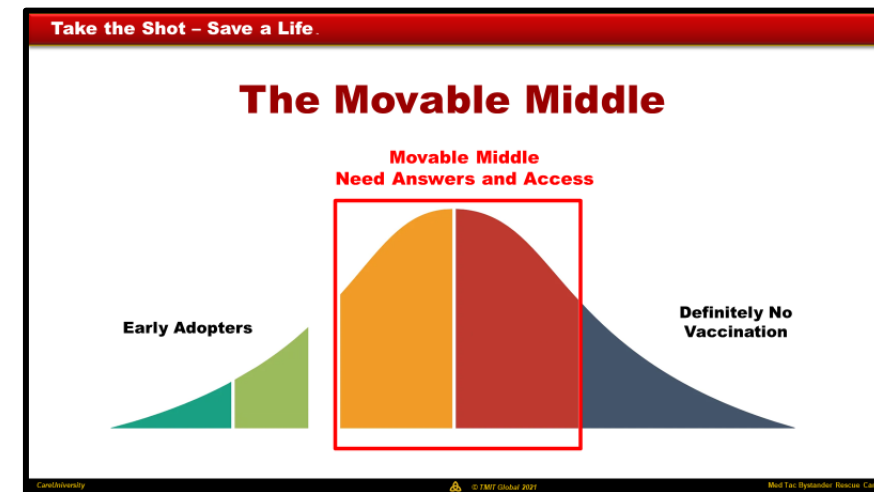 Take the Shot – Save a Life.
The Movable Middle
Movable Middle
Need Answers and Access
Early Adopters
Definitely No
Vaccination
CareUniversity
© TMIT Global 2021
Med Tac Bystander Rescue